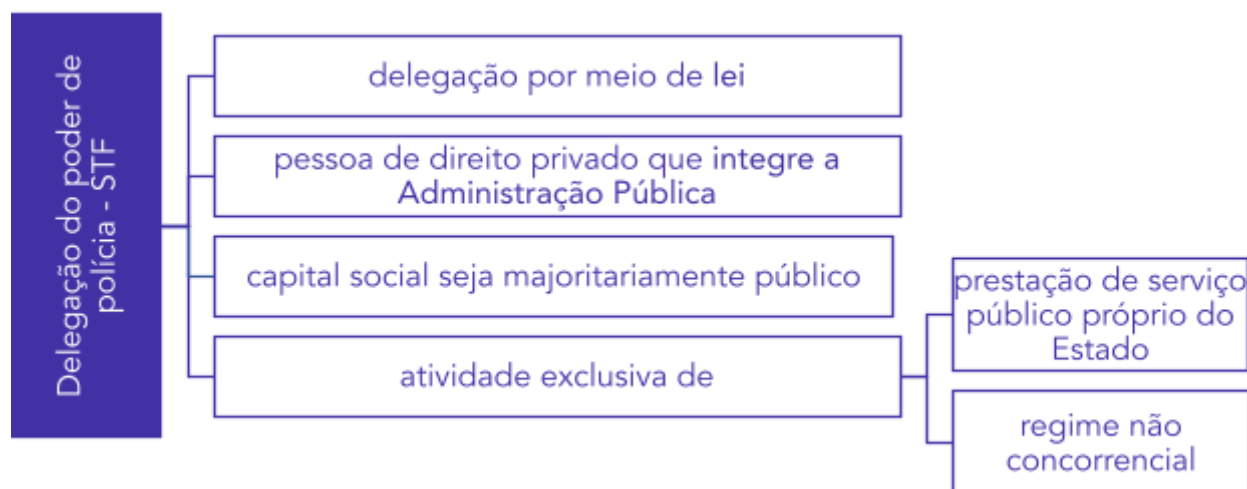 Delegação do poder de
polícia - STF
delegação por meio de lei
pessoa de direito privado que integre a
Administração Pública
capital social seja majoritariamente público
atividade exclusiva de
prestação de serviço
público próprio do
Estado
regime não
concorrencial